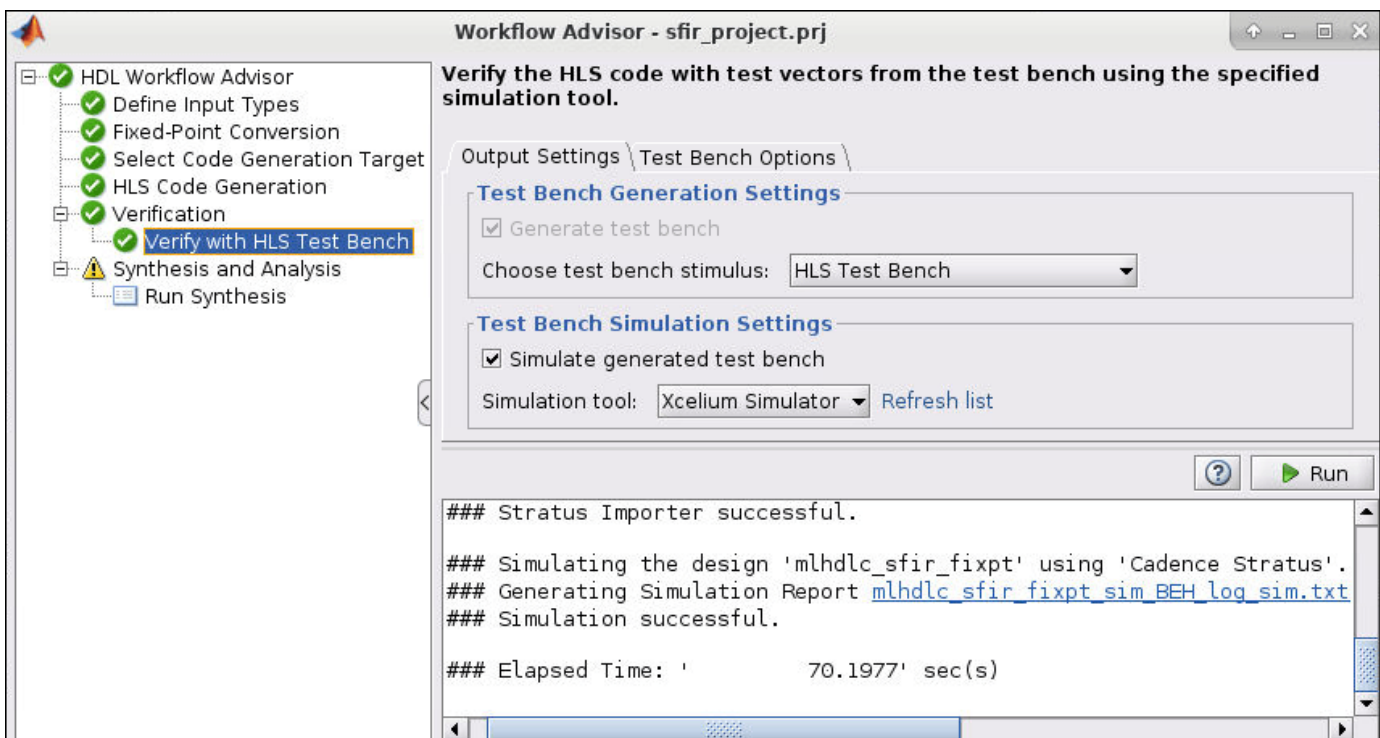 Workflow Advisor - sfir_project.prj
HDL Workflow Advisor
Define Input Types
Fixed-Point Conversion
Select Code Generation Target
HLS Code Generation
Verification
Verify with HLS Test Bench
Synthesis and Analysis
Run Synthesis
Verify the HLS code with test vectors from the test bench using the specified
simulation tool.
Output Settings Test Bench Options
Test Bench Generation Settings
Generate test bench
Choose test bench stimulus: HLS Test Bench
Test Bench Simulation Settings
Simulate generated test bench
Simulation tool: Xcelium Simulator Refresh list
? Run
### Stratus Importer successful.
### Simulating the design 'mlhdlc_sfir_fixpt' using 'Cadence Stratus'.
### Generating Simulation Report mlhdlc_sfir_fixpt_sim_BEH_log_sim.txt
### Simulation successful.
### Elapsed Time: '          70.1977' sec(s)